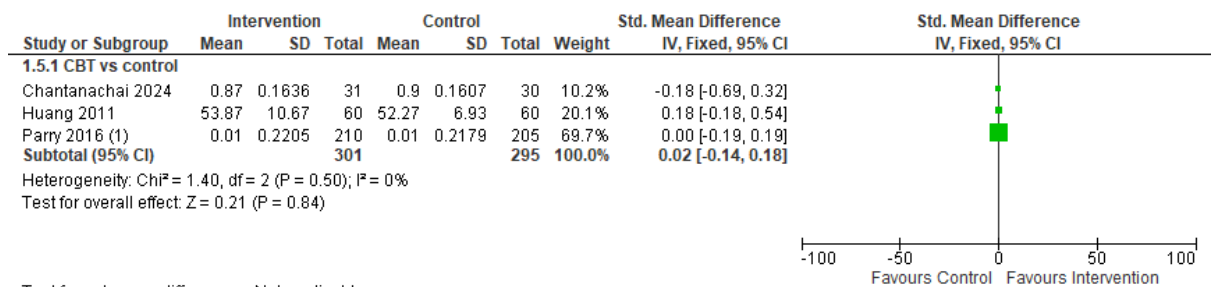 Intervention Control Std. Mean Difference Std. Mean Difference
Study or Subgroup Mean SD Total Mean SD Total Weight IV, Fixed, 95% CI IV, Fixed, 95% CI
1.5.1 CBT vs control
Chantanachai 2024 0.87 0.1636 31 0.9 0.1607 30 10.2% -0.18 [-0.69, 0.32]
Huang 2011 53.87 10.67 60 52.27 6.93 60 20.1% 0.18 [-0.18, 0.54]
Parry 2016 (1) 0.01 0.2205 210 0.01 0.2179 205 69.7% 0.00 [-0.19, 0.19]
Subtotal (95% CI) 301 295 100.0% 0.02 [-0.14, 0.18]
Heterogeneity: Chi² = 1.40, df = 2 (P = 0.50); I² = 0%
Test for overall effect: Z = 0.21 (P = 0.84)
-100 -50 0 50 100
Favours Control Favours Intervention